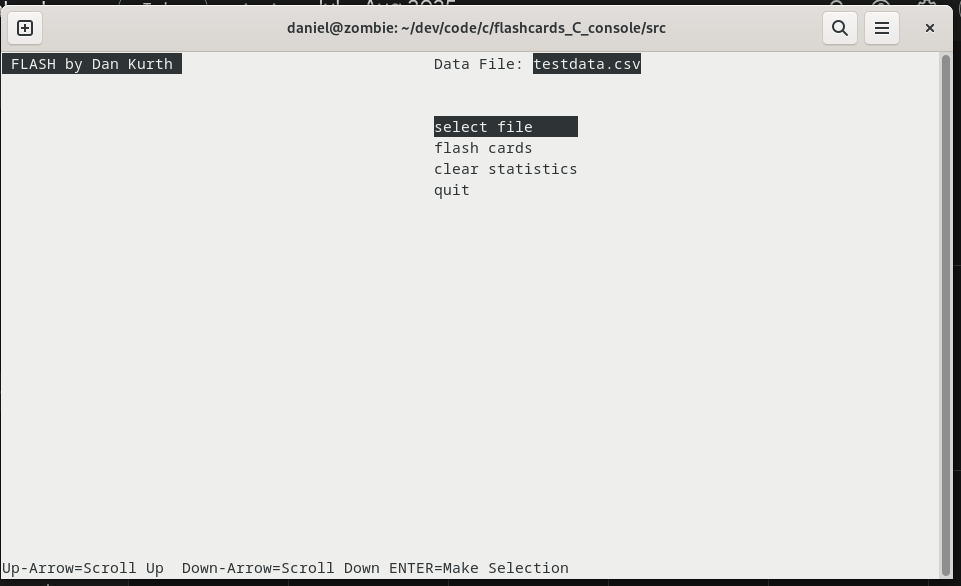 daniel@zombie: ~/dev/code/c/flashcards_C_console/src
FLASH by Dan Kurth Data File: testdata.csv
select file
flash cards
clear statistics
quit
Up-Arrow=Scroll Up Down-Arrow=Scroll Down ENTER=Make Selection